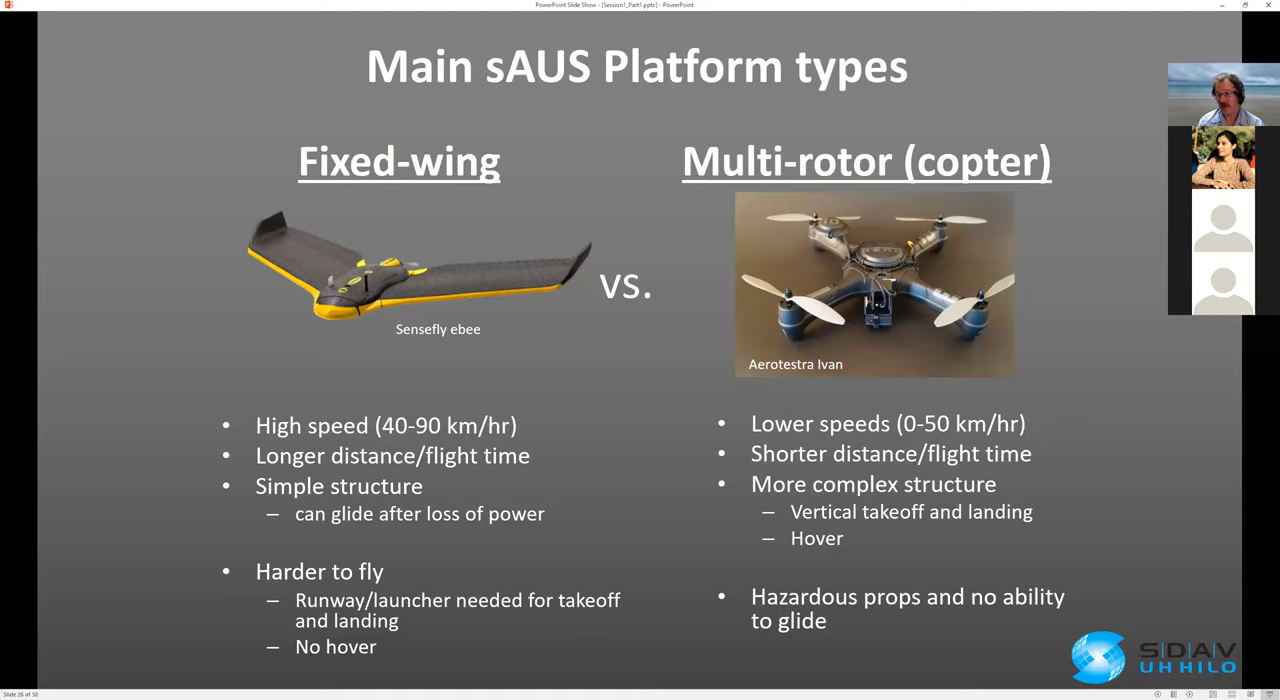 PowerPoint Slide Show - [Session1_Part1.pptx] - PowerPoint
Main sAUS Platform types
Fixed-wing
Sensefly ebee
• High speed (40-90 km/hr)
• Longer distance/flight time
• Simple structure
– can glide after loss of power
• Harder to fly
– Runway/launcher needed for takeoff
and landing
– No hover
vs.
Multi-rotor (copter)
Aerotestra Ivan
• Lower speeds (0-50 km/hr)
• Shorter distance/flight time
• More complex structure
– Vertical takeoff and landing
– Hover
• Hazardous props and no ability
to glide
SDAV
UH HILO
Slide 26 of 58